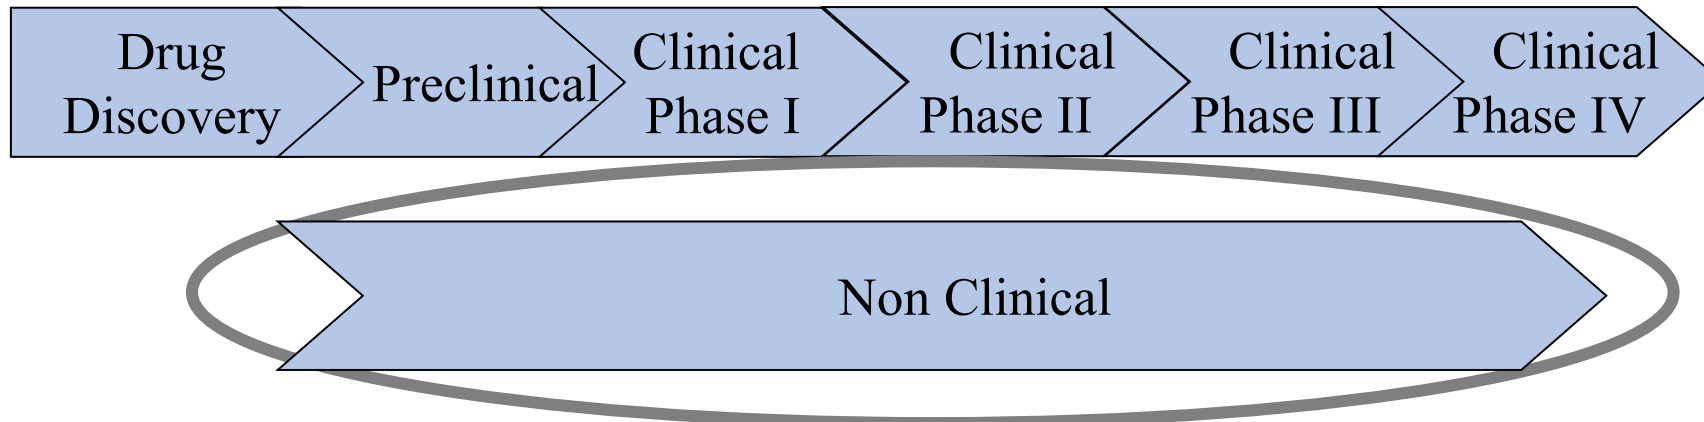 Drug
Discovery
Preclinical
Clinical
Phase I
Clinical
Phase II
Clinical
Phase III
Clinical
Phase IV
Non Clinical